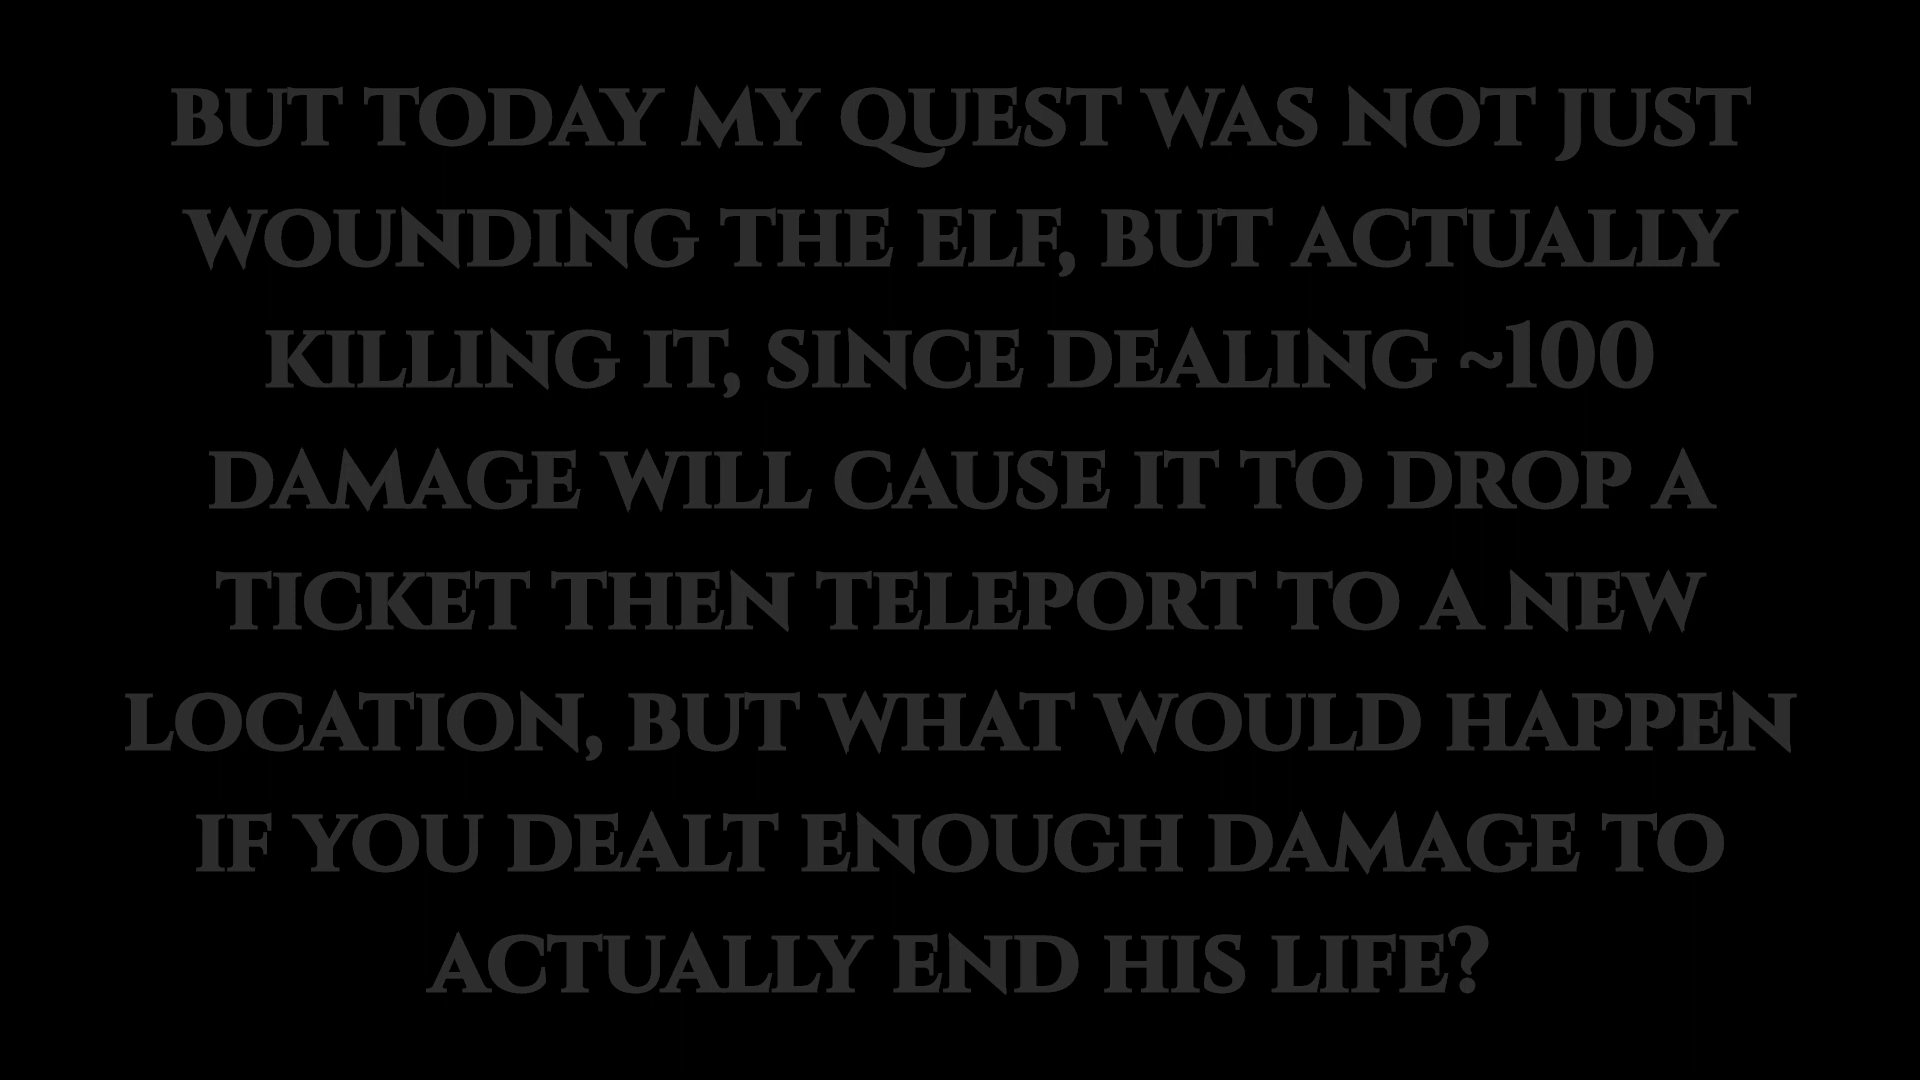 BUT TODAY MY QUEST WAS NOT JUST
WOUNDING THE ELF, BUT ACTUALLY
KILLING IT, SINCE DEALING ~100
DAMAGE WILL CAUSE IT TO DROP A
TICKET THEN TELEPORT TO A NEW
LOCATION, BUT WHAT WOULD HAPPEN
IF YOU DEALT ENOUGH DAMAGE TO
ACTUALLY END HIS LIFE?